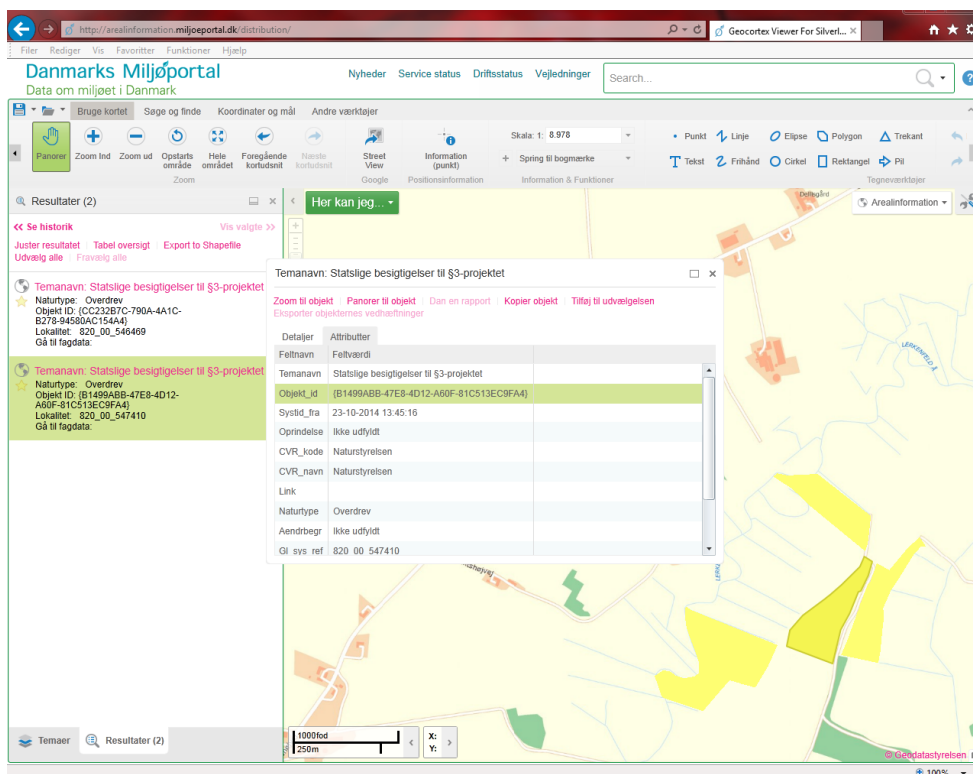 http://arealinformation.miljoeportal.dk/distribution/
Geocortex Viewer For Silverl...
Filer Rediger Vis Favoritter Funktioner Hjælp
Danmarks Miljøportal
Data om miljøet i Danmark
Nyheder Service status Driftsstatus Vejledninger
Search...
Bruge kortet Søge og finde Koordinater og mål Andre værktøjer
Panorer
Zoom Ind
Zoom ud
Opstarts område
Hele området
Foregående kortudsnit
Næste kortudsnit
Zoom
Street View
Google
Information (punkt)
Positionsinformation
Skala: 1: 8.978
+ Spring til bogmærke
Information & Funktioner
Punkt Linje Elipse Polygon Trekant
Tekst Frihånd Cirkel Rektangel Pil
Tegneværktøjer
Resultater (2)
<< Se historik
Vis valgte >>
Juster resultatet Tabel oversigt Export to Shapefile
Udvælg alle Fravælg alle
Temanavn: Statslige besigtigelser til §3-projektet
Naturtype: Overdrev
Objekt ID: {CC232B7C-790A-4A1C-
B278-94580AC154A4}
Lokalitet: 820_00_546469
Gå til fagdata:
Temanavn: Statslige besigtigelser til §3-projektet
Naturtype: Overdrev
Objekt ID: {B1499ABB-47E8-4D12-
A60F-81C513EC9FA4}
Lokalitet: 820_00_547410
Gå til fagdata:
Her kan jeg...
Arealinformation
Temanavn: Statslige besigtigelser til §3-projektet
Zoom til objekt Panorer til objekt Dan en rapport Kopier objekt Tilføj til udvælgelsen
Eksporter objekternes vedhæftninger
Detaljer Attributter
Feltnavn Feltværdi
Temanavn Statslige besigtigelser til §3-projektet
Objekt_id {B1499ABB-47E8-4D12-A60F-81C513EC9FA4}
Systid_fra 23-10-2014 13:45:16
Oprindelse Ikke udfyldt
CVR_kode Naturstyrelsen
CVR_navn Naturstyrelsen
Link
Naturtype Overdrev
Aendrbegr Ikke udfyldt
Gl_sys_ref 820_00_547410
Temaer Resultater (2)
1000fod
250m
X:
Y:
© Geodatastyrelsen
100%